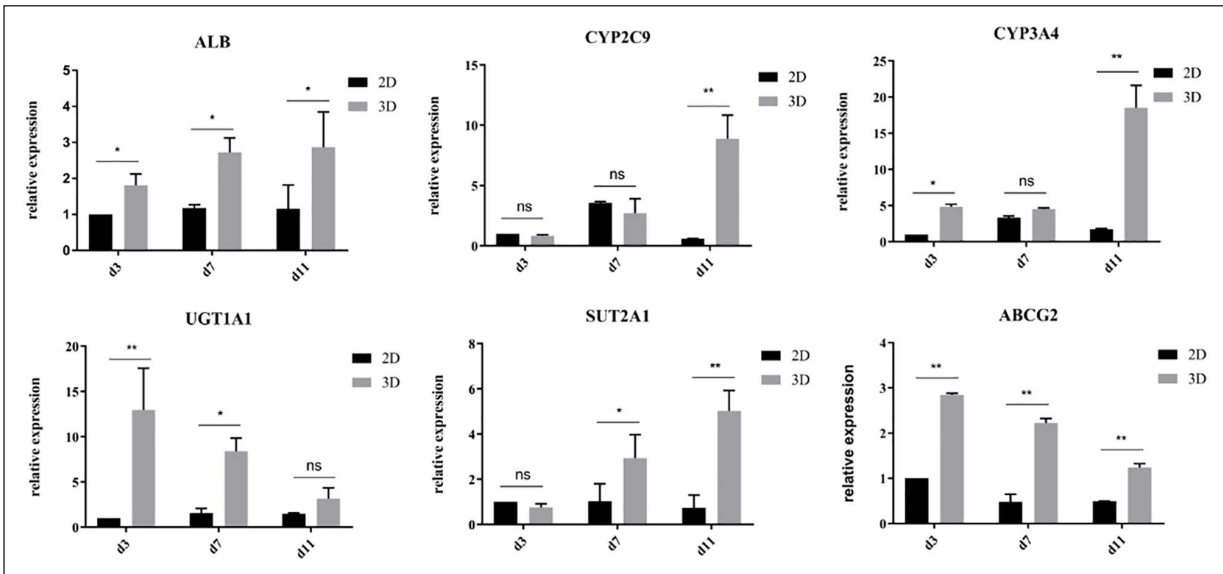 ALB
relative expression
5
4
3
2
1
0
*
*
*
2D
3D
d3
d7
d11
CYP2C9
relative expression
15
10
5
0
ns
ns
**
2D
3D
d3
d7
d11
CYP3A4
relative expression
25
20
15
10
5
0
*
ns
**
2D
3D
d3
d7
d11
UGT1A1
relative expression
20
15
10
5
0
**
*
ns
2D
3D
d3
d7
d11
SUT2A1
relative expression
8
6
4
2
0
ns
*
**
2D
3D
d3
d7
d11
ABCG2
relative expression
4
3
2
1
0
**
**
**
2D
3D
d3
d7
d11